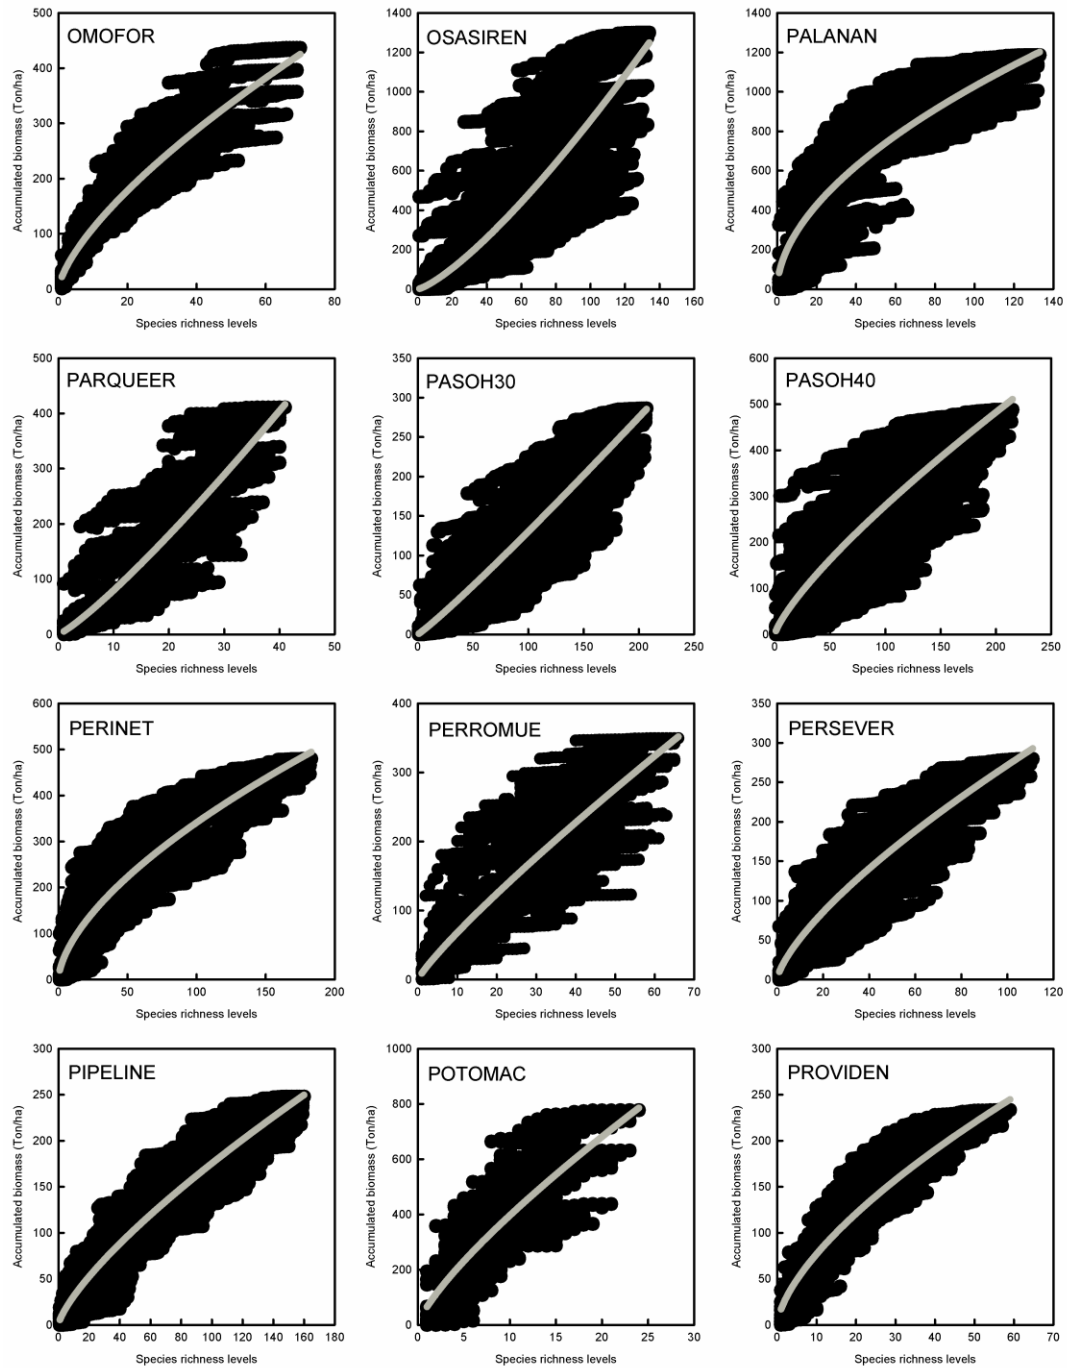 OMOFOR
Accumulated biomass (Ton/ha)
500
400
300
200
100
0
0 20 40 60 80
Species richness levels
OSASIREN
Accumulated biomass (Ton/ha)
1400
1200
1000
800
600
400
200
0
0 20 40 60 80 100 120 140 160
Species richness levels
PALANAN
Accumulated biomass (Ton/ha)
1400
1200
1000
800
600
400
200
0
0 20 40 60 80 100 120 140
Species richness levels
PARQUEER
Accumulated biomass (Ton/ha)
500
400
300
200
100
0
0 10 20 30 40 50
Species richness levels
PASOH30
Accumulated biomass (Ton/ha)
350
300
250
200
150
100
50
0
0 50 100 150 200 250
Species richness levels
PASOH40
Accumulated biomass (Ton/ha)
600
500
400
300
200
100
0
0 50 100 150 200 250
Species richness levels
PERINET
Accumulated biomass (Ton/ha)
600
500
400
300
200
100
0
0 50 100 150 200
Species richness levels
PERROMUE
Accumulated biomass (Ton/ha)
400
300
200
100
0
0 10 20 30 40 50 60 70
Species richness levels
PERSEVER
Accumulated biomass (Ton/ha)
350
300
250
200
150
100
50
0
0 20 40 60 80 100 120
Species richness levels
PIPELINE
Accumulated biomass (Ton/ha)
300
250
200
150
100
50
0
0 20 40 60 80 100 120 140 160 180
Species richness levels
POTOMAC
Accumulated biomass (Ton/ha)
1000
800
600
400
200
0
0 5 10 15 20 25 30
Species richness levels
PROVIDEN
Accumulated biomass (Ton/ha)
300
250
200
150
100
50
0
0 10 20 30 40 50 60 70
Species richness levels